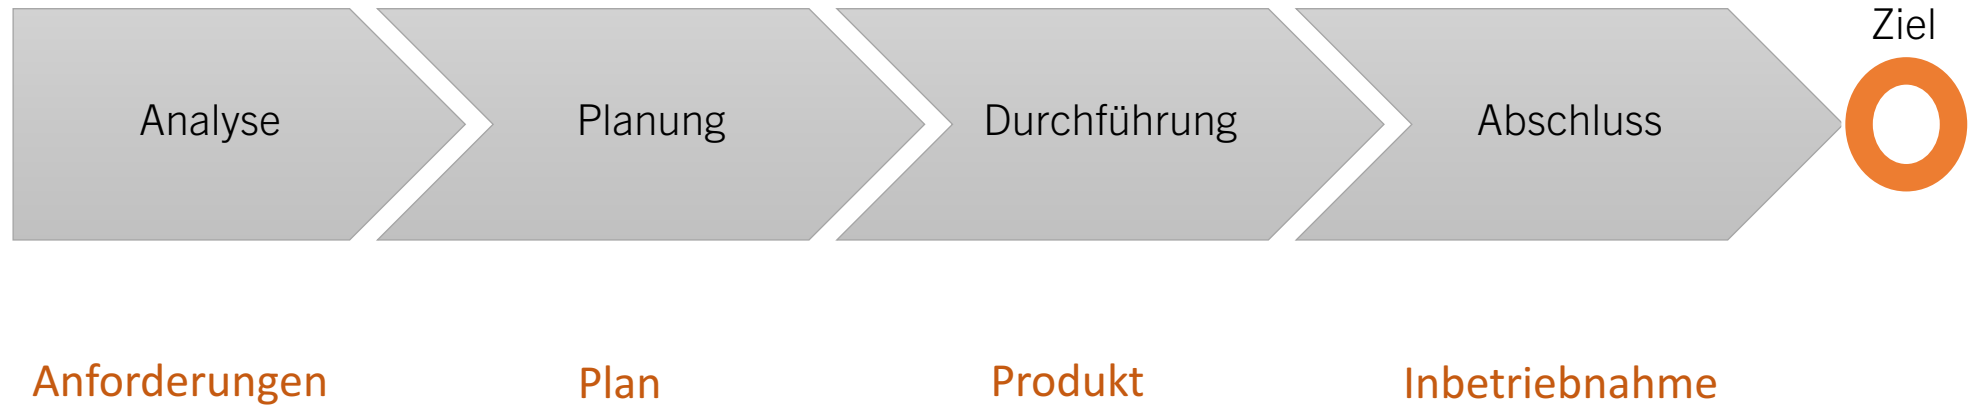 Ziel
Analyse
Planung
Durchführung
Abschluss
Anforderungen
Plan
Produkt
Inbetriebnahme